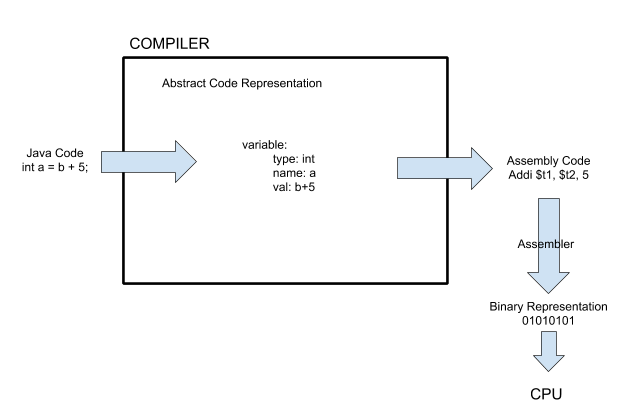 COMPILER
Abstract Code Representation
Java Code
int a = b + 5;
variable:
type: int
name: a
val: b+5
Assembly Code
Addi $t1, $t2, 5
Assembler
Binary Representation
01010101
CPU